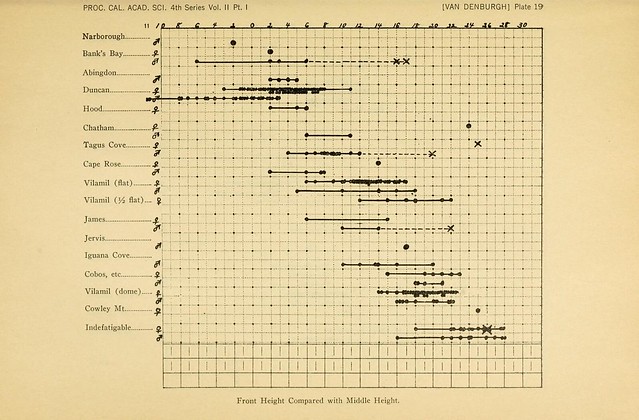 PROC. CAL. ACAD. SCI. 4th Series Vol. II Pt. I [VAN DENBURGH] Plate 19
10 8 6 4 2 0 2 4 6 8 10 12 14 16 18 20 22 24 26 28 30
Narborough
♂
Bank's Bay ♀
♂
Abingdon
♂
Duncan ♀
♂
Hood ♀
Chatham ♀
♂
Tagus Cove ♀
♂
Cape Rose ♀
♂
Vilamil (flat) ♀
♂
Vilamil (½ flat) ♀
James ♀
♂
Jervis
♂
Iguana Cove
♂
Cobos, etc ♀
♂
Vilamil (dome) ♀
♂
Cowley Mt. ♀
Indefatigable ♀
♂
Front Height Compared with Middle Height.